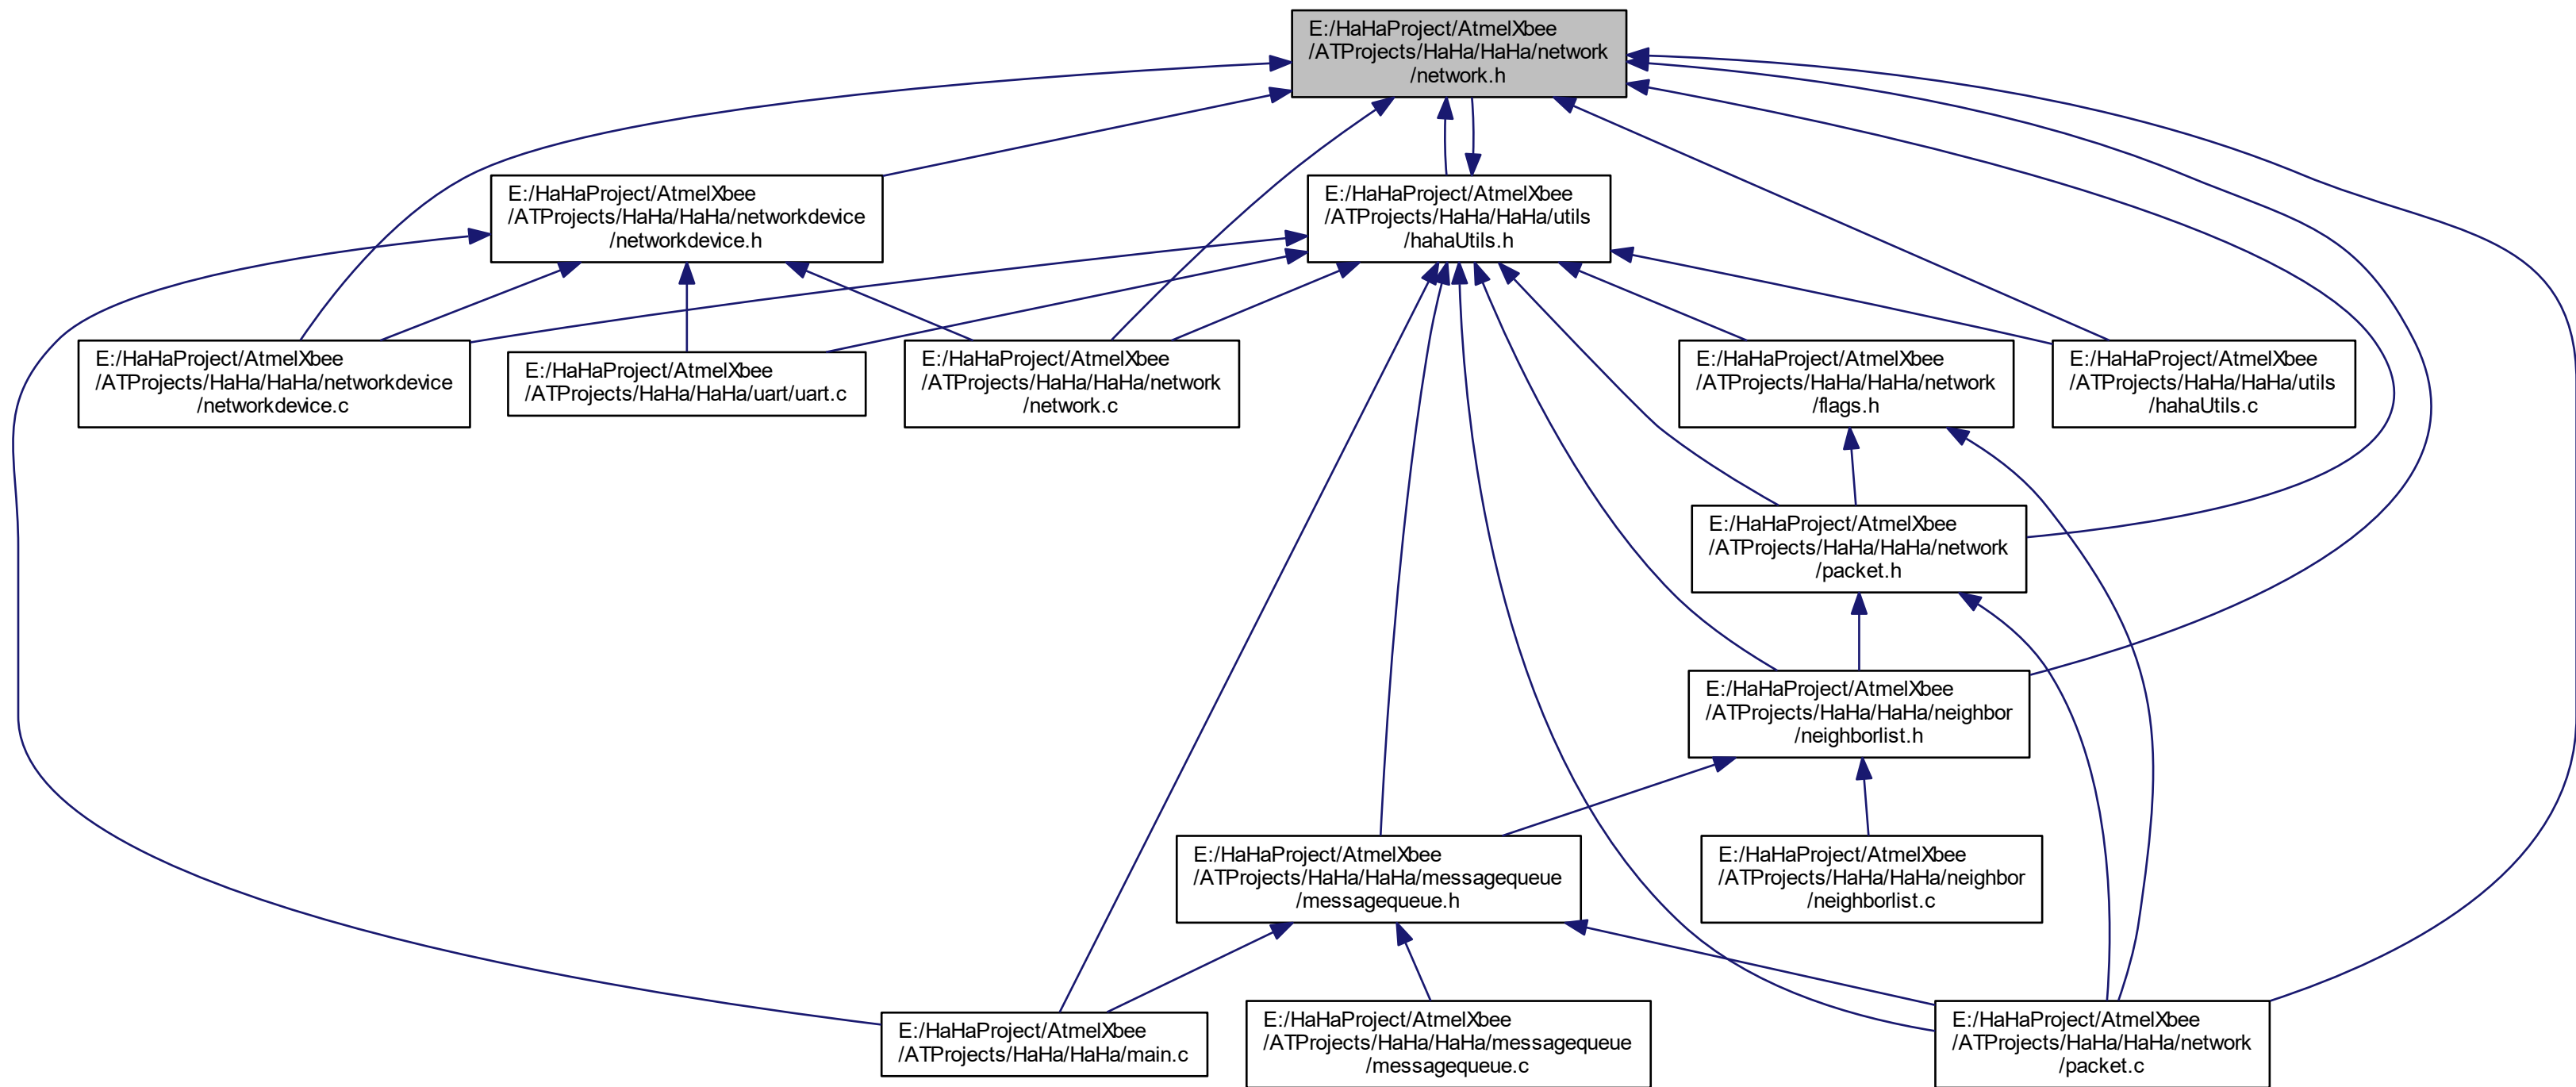 E:/HaHaProject/AtmelXbee
/ATProjects/HaHa/HaHa/network
/network.h
E:/HaHaProject/AtmelXbee
/ATProjects/HaHa/HaHa/networkdevice
/networkdevice.h
E:/HaHaProject/AtmelXbee
/ATProjects/HaHa/HaHa/utils
/hahaUtils.h
E:/HaHaProject/AtmelXbee
/ATProjects/HaHa/HaHa/networkdevice
/networkdevice.c
E:/HaHaProject/AtmelXbee
/ATProjects/HaHa/HaHa/uart/uart.c
E:/HaHaProject/AtmelXbee
/ATProjects/HaHa/HaHa/network
/network.c
E:/HaHaProject/AtmelXbee
/ATProjects/HaHa/HaHa/network
/flags.h
E:/HaHaProject/AtmelXbee
/ATProjects/HaHa/HaHa/utils
/hahaUtils.c
E:/HaHaProject/AtmelXbee
/ATProjects/HaHa/HaHa/network
/packet.h
E:/HaHaProject/AtmelXbee
/ATProjects/HaHa/HaHa/neighbor
/neighborlist.h
E:/HaHaProject/AtmelXbee
/ATProjects/HaHa/HaHa/messagequeue
/messagequeue.h
E:/HaHaProject/AtmelXbee
/ATProjects/HaHa/HaHa/neighbor
/neighborlist.c
E:/HaHaProject/AtmelXbee
/ATProjects/HaHa/HaHa/main.c
E:/HaHaProject/AtmelXbee
/ATProjects/HaHa/HaHa/messagequeue
/messagequeue.c
E:/HaHaProject/AtmelXbee
/ATProjects/HaHa/HaHa/network
/packet.c